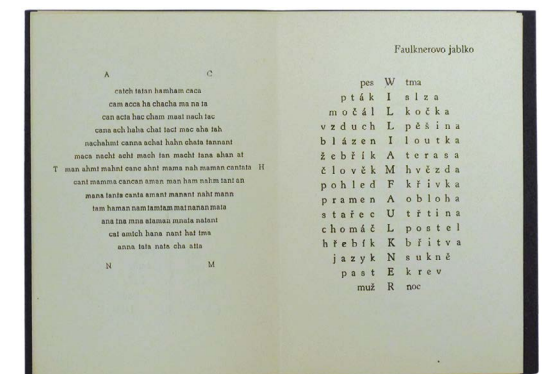 A C
catch tatan hamham caca
cam acca ha chacha ma na ta
can acta hac cham maat nach tac
cana ach haha chat tact mac aha tah
nachahmt canna achat hahn chata tannant
maca nacht acht mach tan macht tana ahan at
T man ahmt mahnt canc ahnt mama nah maman cantata H
cant mamma cancan aman man ham nahm tant an
mana tanta canta amant manant naht mann
tam haman nam tamtam mat nanan mata
ana tna mna ataman mnata natant
cat amtch hana nant hat tma
anna tata nata cha atta
N M
Faulknerovo jablko
pes W tma
pták I slza
močál L kočka
vzduch L pěšina
blázen I loutka
žebřík A terasa
člověk M hvězda
pohled F křivka
pramen A obloha
stařec U třtina
chomáč L postel
hřebík K břitva
jazyk N sukně
past E krev
muž R noc